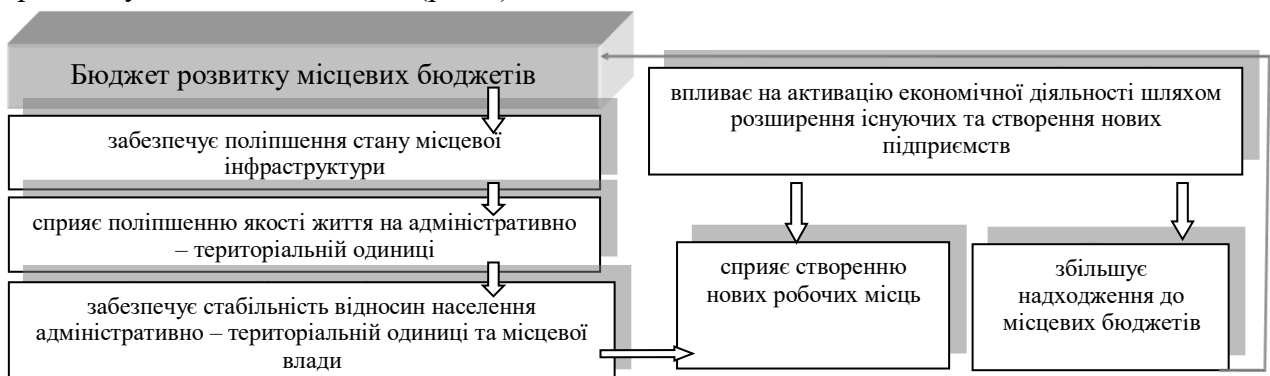 Бюджет розвитку місцевих бюджетів
забезпечує поліпшення стану місцевої
інфраструктури
сприяє поліпшенню якості життя на адміністративно
– територіальній одиниці
забезпечує стабільність відносин населення
адміністративно – територіальній одиниці та місцевої
влади
впливає на активацію економічної діяльності шляхом
розширення існуючих та створення нових
підприємств
сприяє створенню
нових робочих місць
збільшує
надходження до
місцевих бюджетів